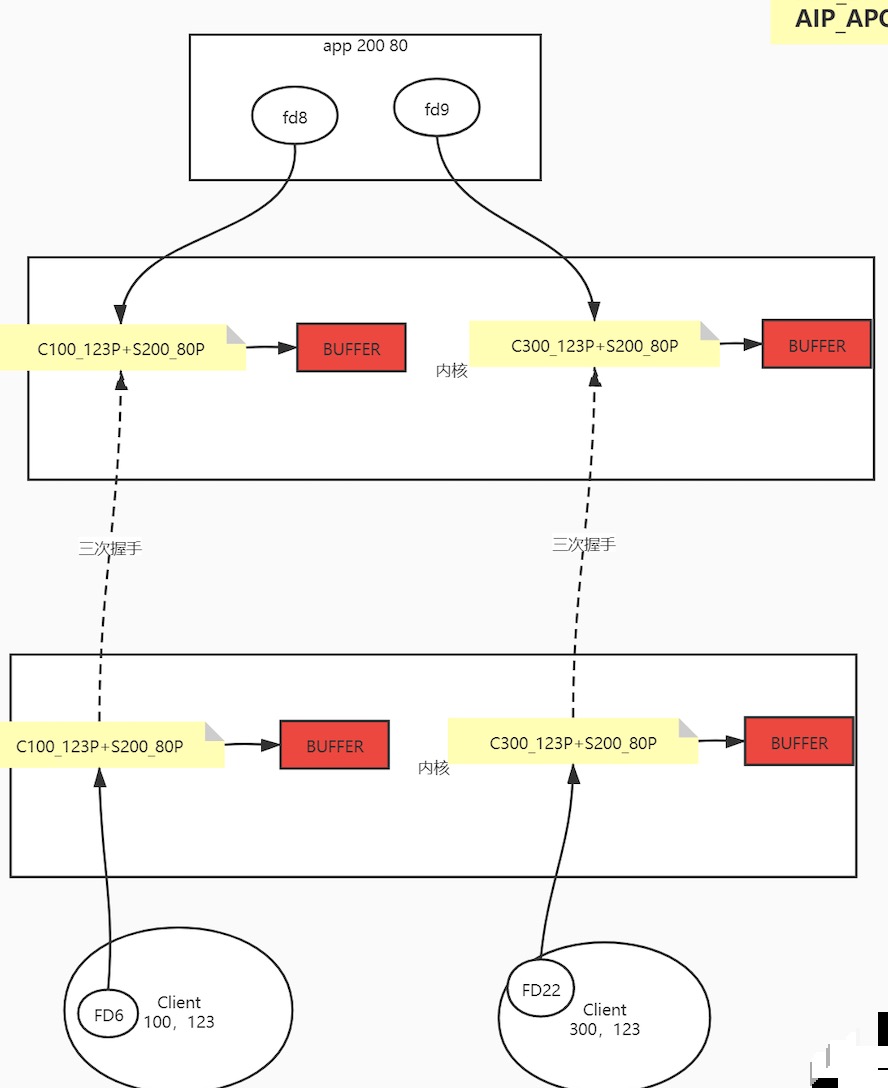 AIP_APC
app 200 80
fd8
fd9
C100_123P+S200_80P
BUFFER
内核
C300_123P+S200_80P
BUFFER
三次握手
三次握手
C100_123P+S200_80P
BUFFER
内核
C300_123P+S200_80P
BUFFER
FD6
Client
100，123
FD22
Client
300，123